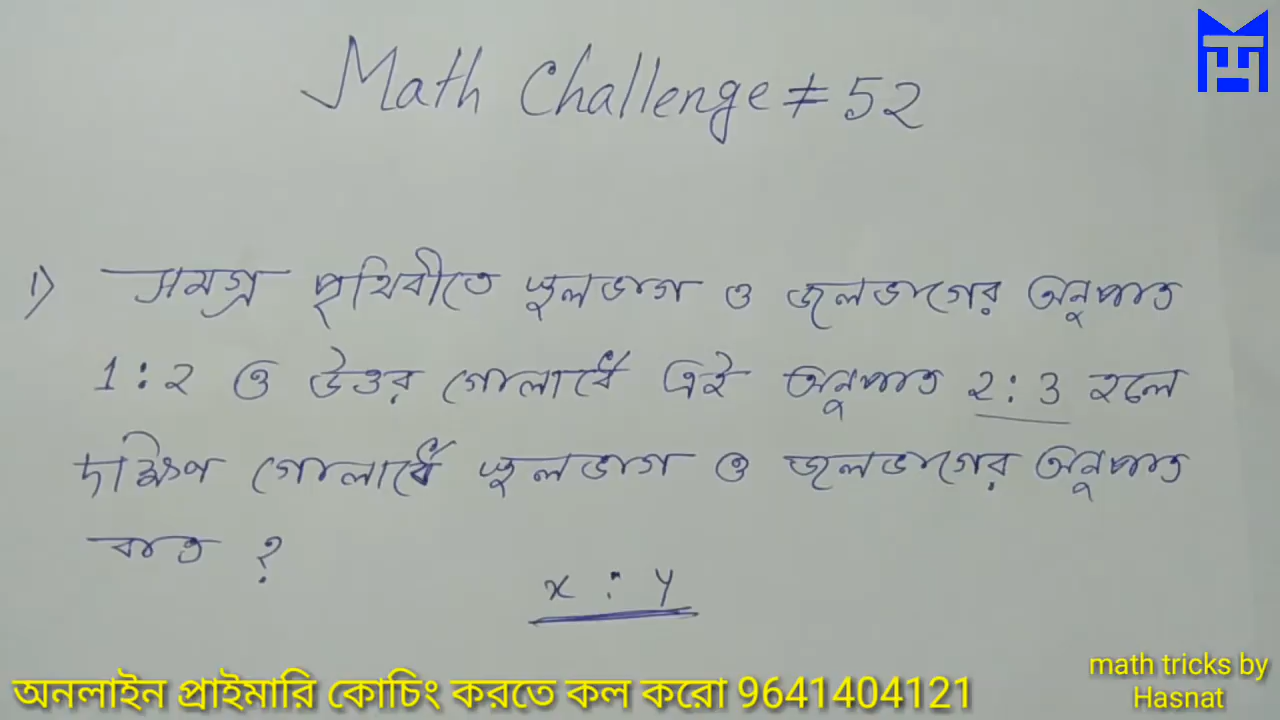 Math Challenge ≠ 52
1) সমগ্র পৃথিবীতে স্থলভাগ ও জলভাগের অনুপাত
1 : 2 ও উত্তর গোলার্ধে এই অনুপাত 2 : 3 হলে
দক্ষিণ গোলার্ধে স্থলভাগ ও জলভাগের অনুপাত
কত ?
x : y
অনলাইন প্রাইমারি কোচিং করতে কল করো 9641404121
math tricks by
Hasnat